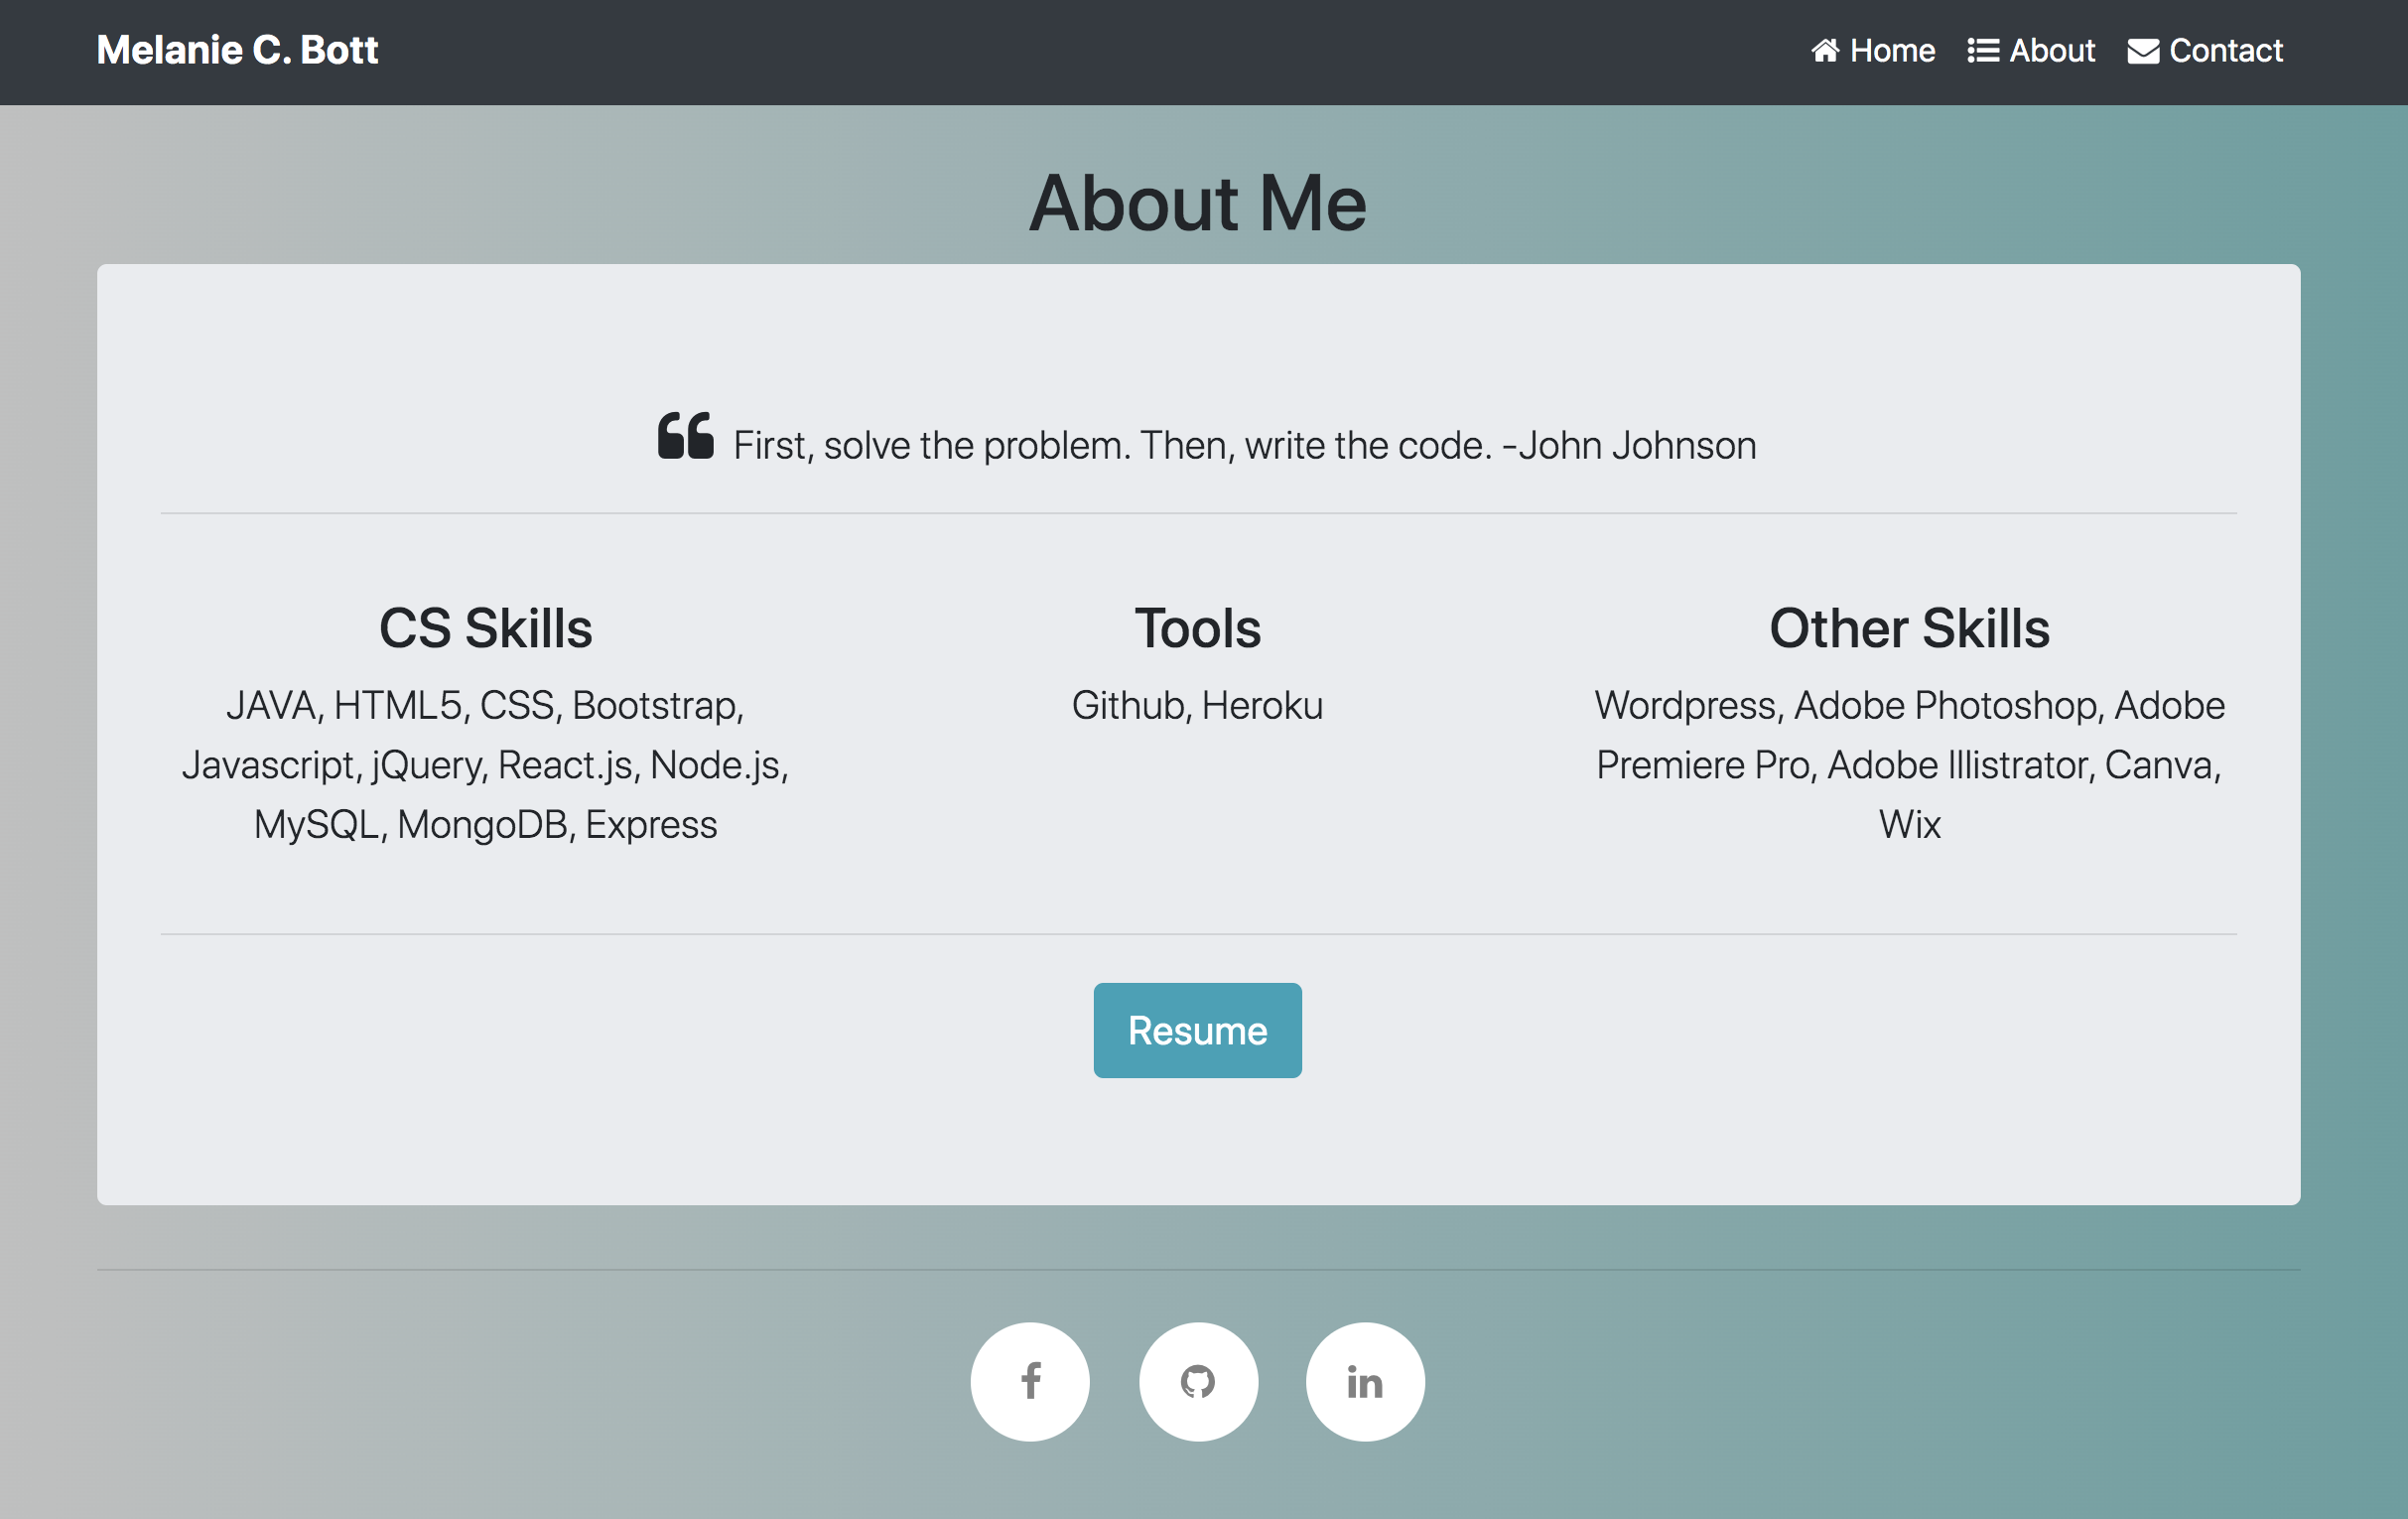 Melanie C. Bott
Home About Contact
About Me
First, solve the problem. Then, write the code. -John Johnson
CS Skills
JAVA, HTML5, CSS, Bootstrap,
Javascript, jQuery, React.js, Node.js,
MySQL, MongoDB, Express
Tools
Github, Heroku
Other Skills
Wordpress, Adobe Photoshop, Adobe
Premiere Pro, Adobe Illistrator, Canva,
Wix
Resume